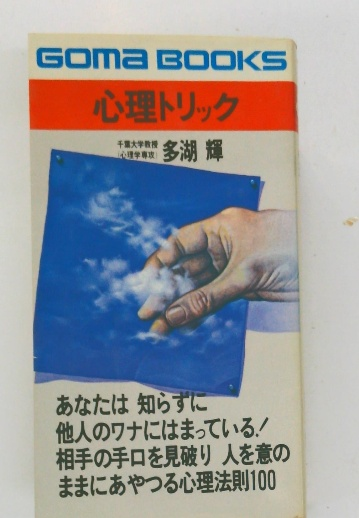 GOMA BOOKS
心理トリック
千葉大学教授
(心理学専攻)
多湖 輝
あなたは 知らずに
他人のワナにはまっている!
相手の手口を見破り 人を意の
ままにあやつる心理法則100